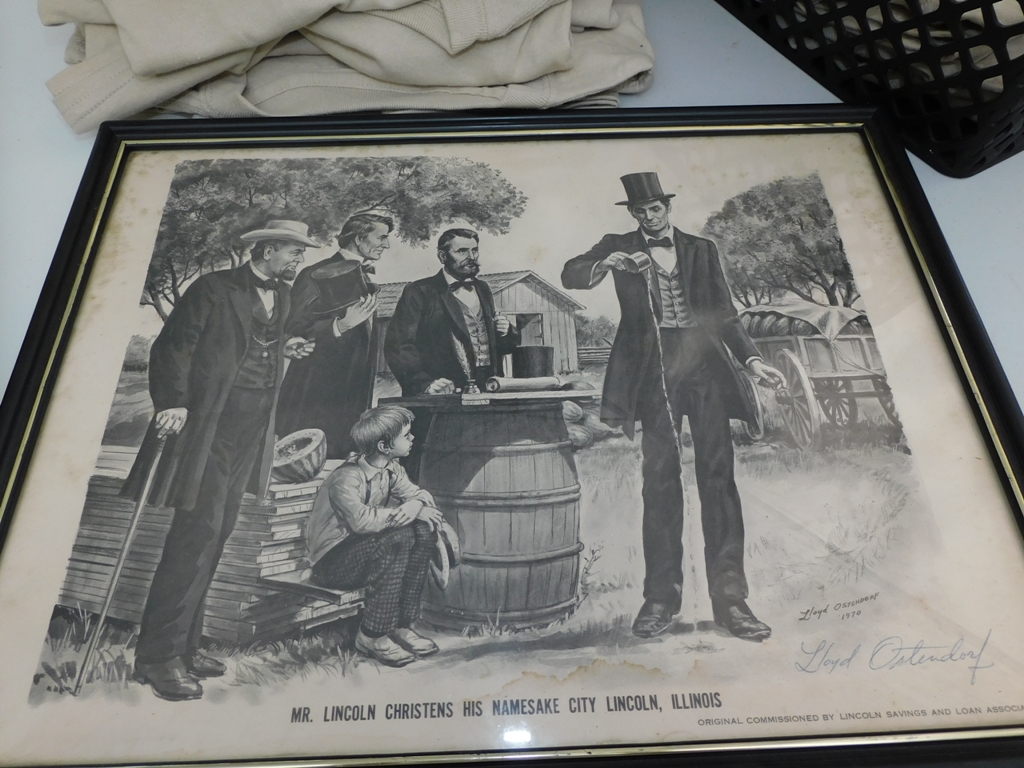 Lloyd OSTENDORF
1970
Lloyd Ostendorf
MR. LINCOLN CHRISTENS HIS NAMESAKE CITY LINCOLN, ILLINOIS
ORIGINAL COMMISSIONED BY LINCOLN SAVINGS AND LOAN ASSOCIA